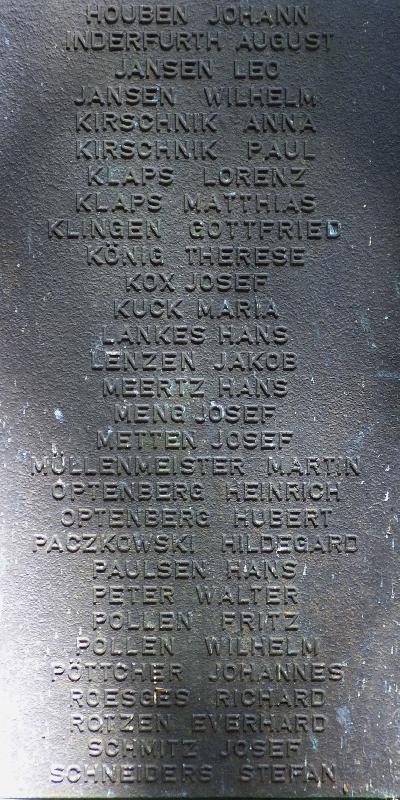 HOUBEN JOHANN
INDERFURTH AUGUST
JANSEN LEO
JANSEN WILHELM
KIRSCHNIK ANNA
KIRSCHNIK PAUL
KLAPS LORENZ
KLAPS MATTHIAS
KLINGEN GOTTFRIED
KÖNIG THERESE
KOX JOSEF
KUCK MARIA
LANKES HANS
LENZEN JAKOB
MEERTZ HANS
MENG JOSEF
METTEN JOSEF
MÜLLENMEISTER MARTIN
OPTENBERG HEINRICH
OPTENBERG HUBERT
PACZKOWSKI HILDEGARD
PAULSEN HANS
PETER WALTER
POLLEN FRITZ
POLLEN WILHELM
PÖTTCHER JOHANNES
ROESGES RICHARD
ROTZEN EVERHARD
SCHMITZ JOSEF
SCHNEIDERS STEFAN